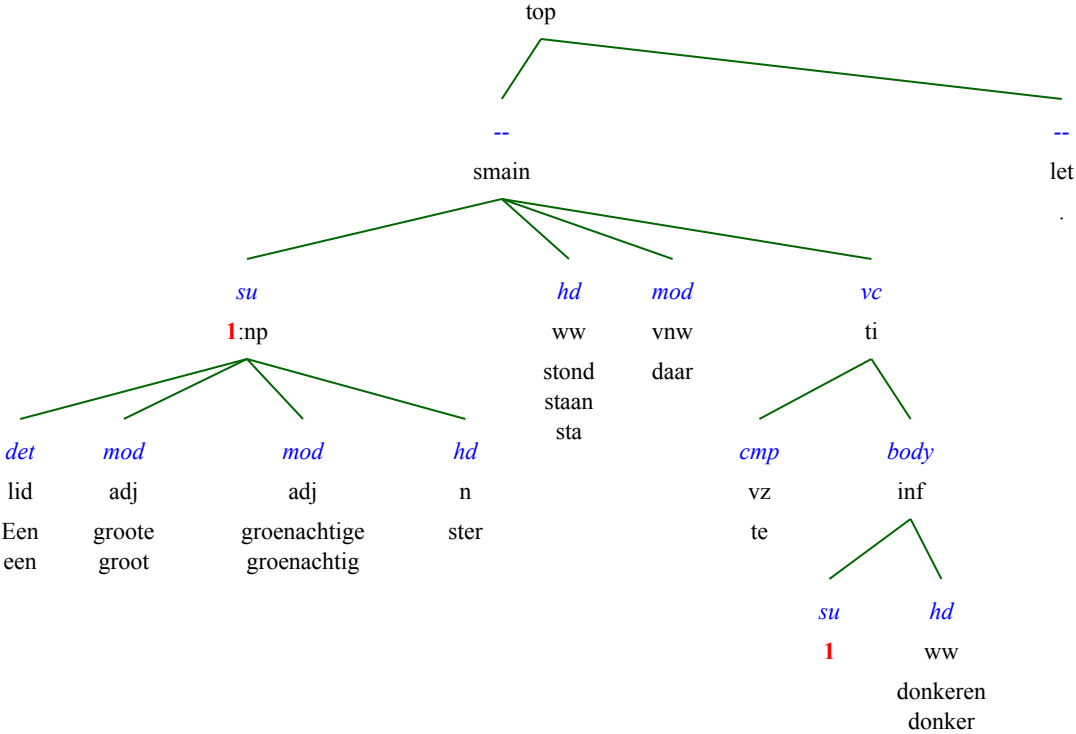 top
-- --
smain let
.
su hd mod vc
1:np ww vnw ti
stond daar
staan
sta
det mod mod hd cmp body
lid adj adj n vz inf
Een groote groenachtige ster te
een groot groenachtig
su hd
1 ww
donkeren
donker